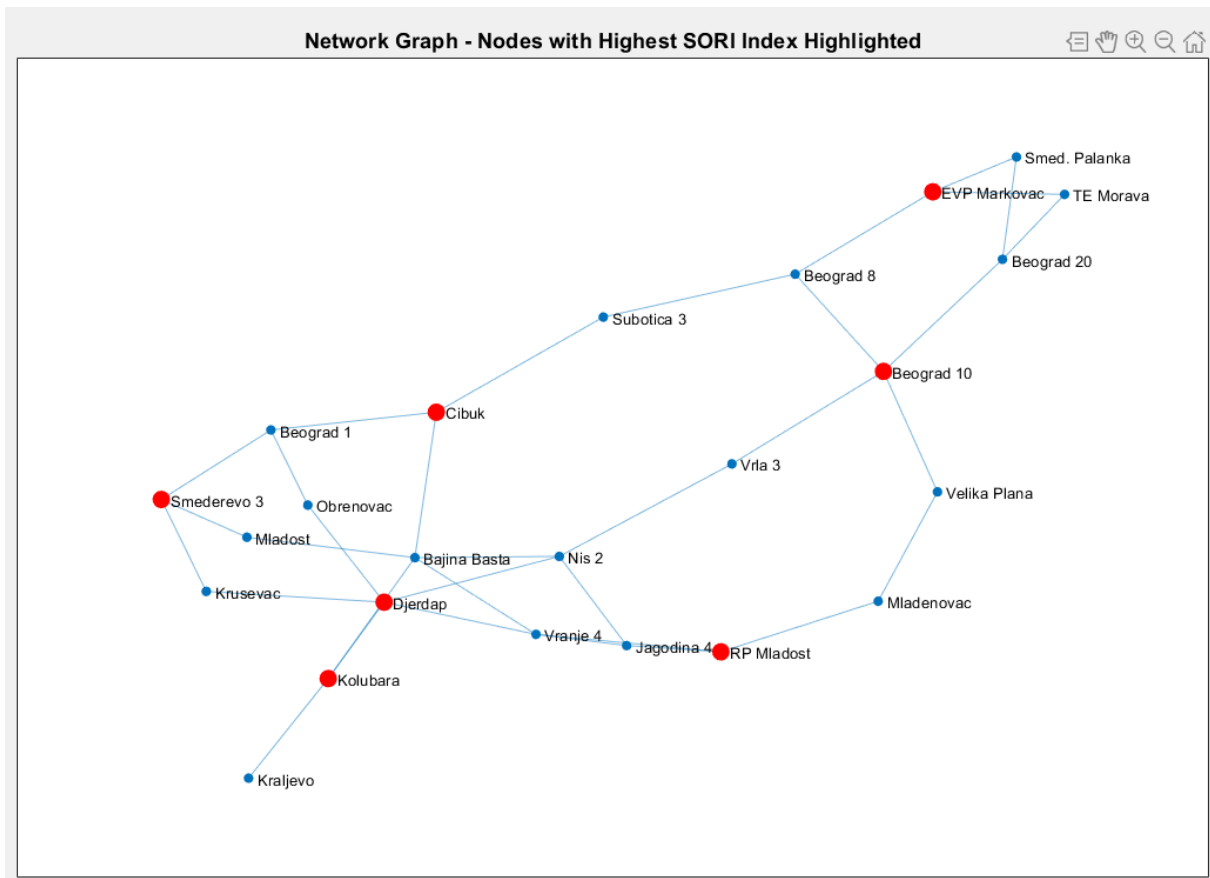 Network Graph - Nodes with Highest SORI Index Highlighted
Smed. Palanka
EVP Markovac
TE Morava
Beograd 20
Beograd 8
Subotica 3
Beograd 10
Cibuk
Beograd 1
Vrla 3
Velika Plana
Smederevo 3
Obrenovac
Mladost
Bajina Basta
Nis 2
Krusevac
Djerdap
Mladenovac
Vranje 4
Jagodina 4
RP Mladost
Kolubara
Kraljevo